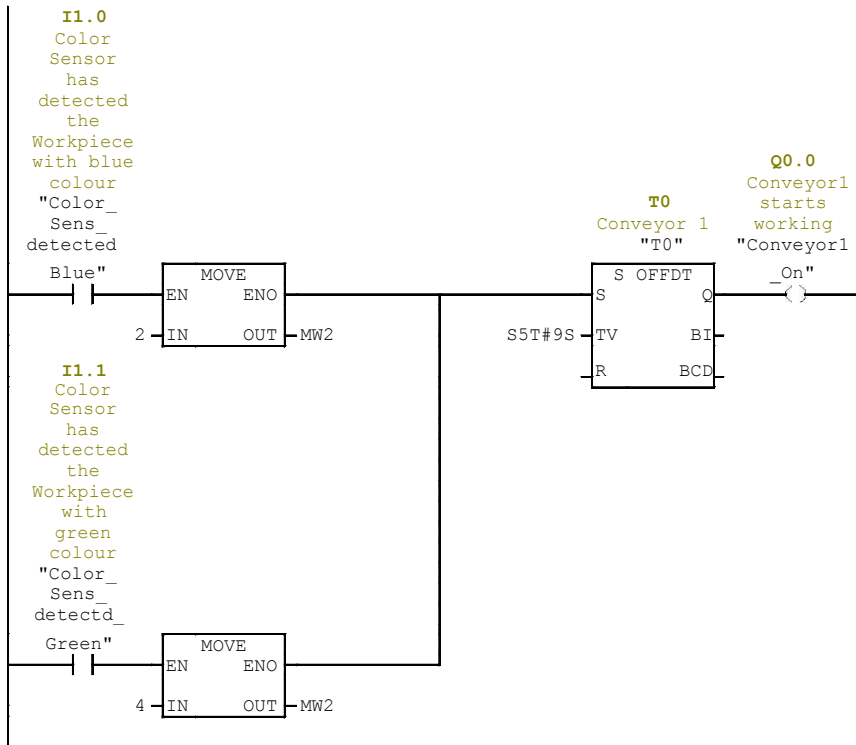 I1.0
Color
Sensor
has
detected
the
Workpiece
with blue
colour
"Color_
Sens_
detected
Blue"
MOVE
EN ENO
2 IN OUT MW2
T0
Conveyor 1
"T0"
S OFFDT
S Q
S5T#9S TV BI
R BCD
Q0.0
Conveyor1
starts
working
"Conveyor1
_On"
I1.1
Color
Sensor
has
detected
the
Workpiece
with
green
colour
"Color_
Sens_
detectd_
Green"
MOVE
EN ENO
4 IN OUT MW2